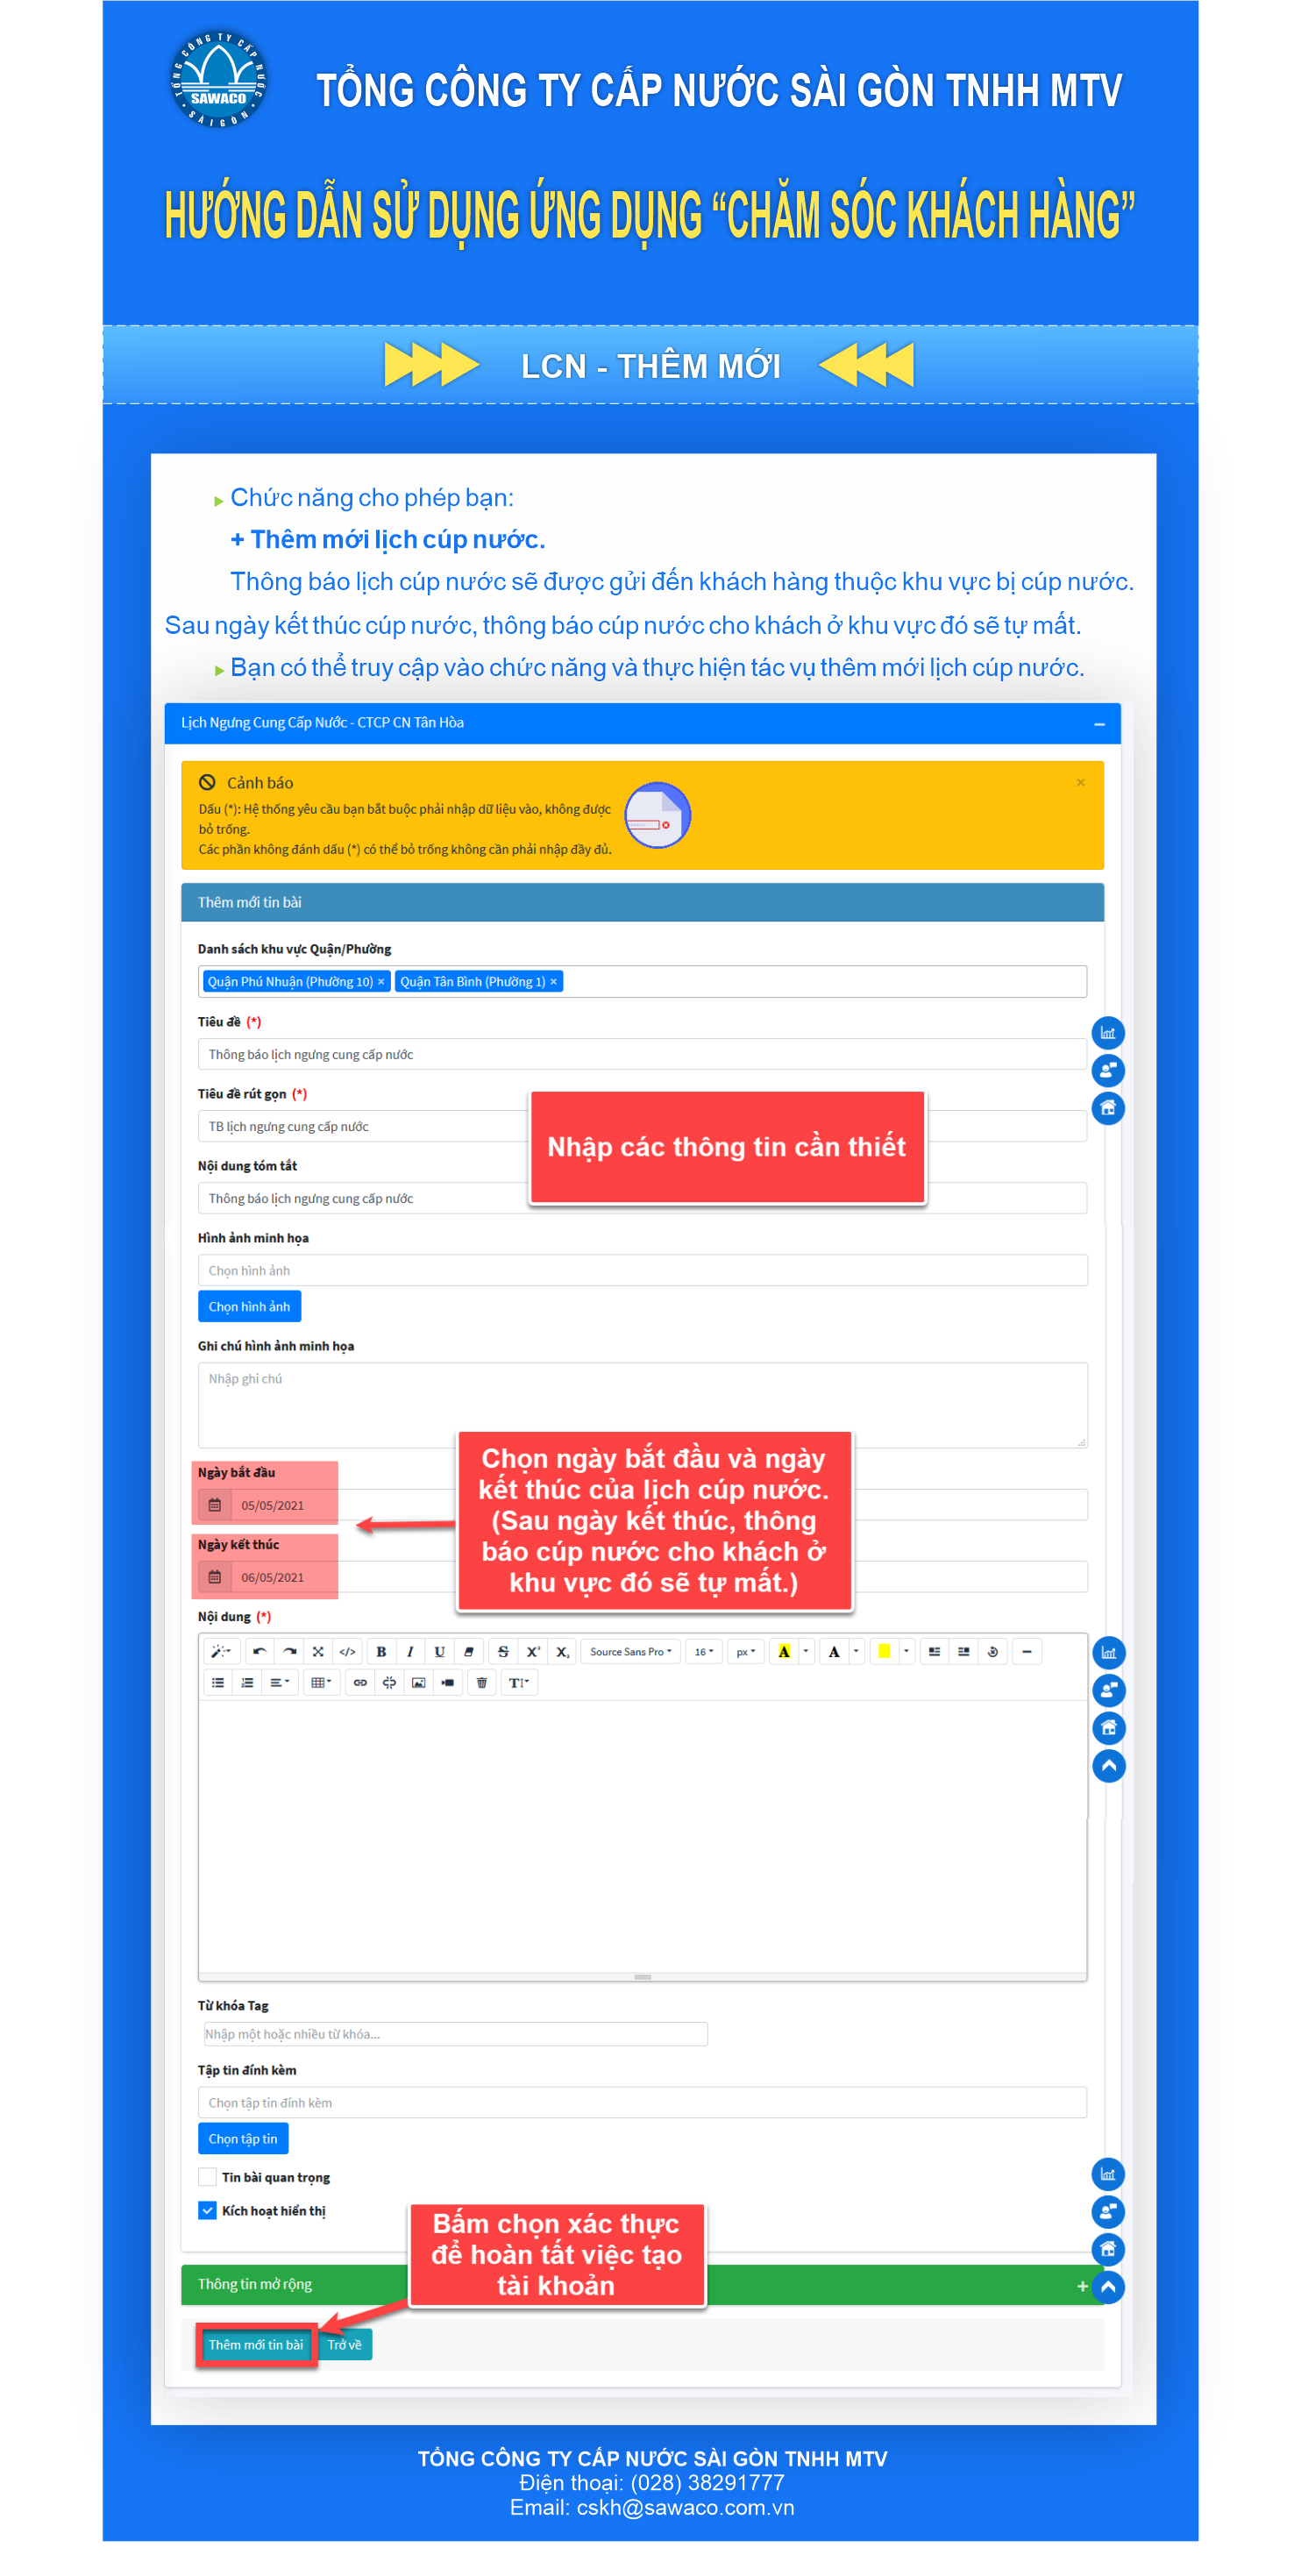 TỔNG CÔNG TY CẤP NƯỚC
SAWACO
SÀI GÒN
TỔNG CÔNG TY CẤP NƯỚC SÀI GÒN TNHH MTV
HƯỚNG DẪN SỬ DỤNG ỨNG DỤNG “CHĂM SÓC KHÁCH HÀNG”
LCN - THÊM MỚI
Chức năng cho phép bạn:
+ Thêm mới lịch cúp nước.
Thông báo lịch cúp nước sẽ được gửi đến khách hàng thuộc khu vực bị cúp nước.
Sau ngày kết thúc cúp nước, thông báo cúp nước cho khách ở khu vực đó sẽ tự mất.
Bạn có thể truy cập vào chức năng và thực hiện tác vụ thêm mới lịch cúp nước.
Lịch Ngưng Cung Cấp Nước - CTCP CN Tân Hòa
Cảnh báo
×
Dấu (*): Hệ thống yêu cầu bạn bắt buộc phải nhập dữ liệu vào, không được
bỏ trống.
Các phần không đánh dấu (*) có thể bỏ trống không cần phải nhập đầy đủ.
Thêm mới tin bài
Danh sách khu vực Quận/Phường
Quận Phú Nhuận (Phường 10) × Quận Tân Bình (Phường 1) ×
Tiêu đề (*)
Thông báo lịch ngưng cung cấp nước
Tiêu đề rút gọn (*)
TB lịch ngưng cung cấp nước
Nhập các thông tin cần thiết
Nội dung tóm tắt
Thông báo lịch ngưng cung cấp nước
Hình ảnh minh họa
Chọn hình ảnh
Chọn hình ảnh
Ghi chú hình ảnh minh họa
Nhập ghi chú
Chọn ngày bắt đầu và ngày
kết thúc của lịch cúp nước.
(Sau ngày kết thúc, thông
báo cúp nước cho khách ở
khu vực đó sẽ tự mất.)
Ngày bắt đầu
05/05/2021
Ngày kết thúc
06/05/2021
Nội dung (*)
</> B I U S X² X₂ Source Sans Pro 16 px A A
T
Từ khóa Tag
Nhập một hoặc nhiều từ khóa...
Tập tin đính kèm
Chọn tập tin đính kèm
Chọn tập tin
Tin bài quan trọng
Kích hoạt hiển thị
Bấm chọn xác thực
để hoàn tất việc tạo
tài khoản
Thông tin mở rộng
+
Thêm mới tin bài
Trở về
TỔNG CÔNG TY CẤP NƯỚC SÀI GÒN TNHH MTV
Điện thoại: (028) 38291777
Email: cskh@sawaco.com.vn